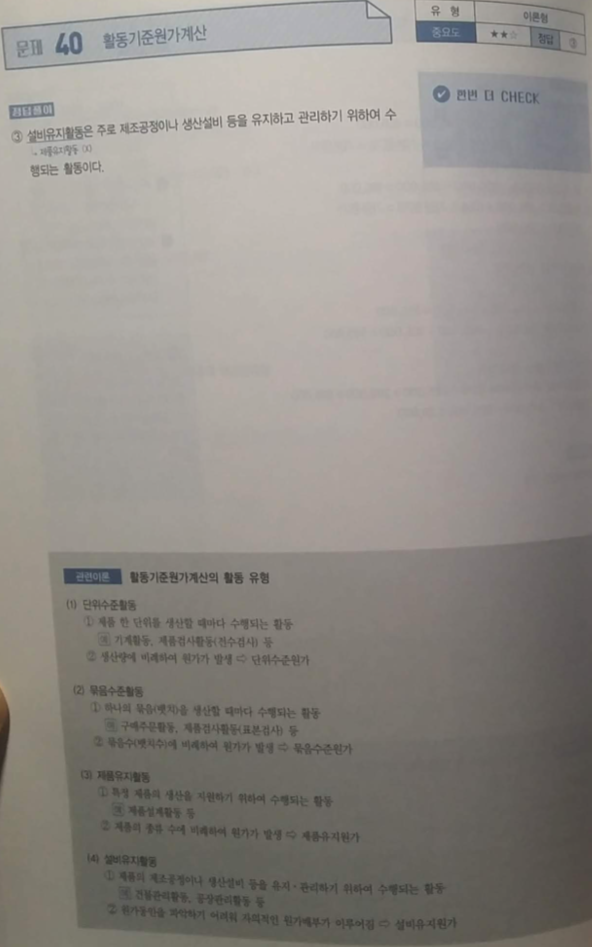 문제 40 활동기준원가계산
유 형 이론형
중요도 ★★☆ 정답 ③
정답풀이
한번 더 CHECK
③ 설비유지활동은 주로 제조공정이나 생산설비 등을 유지하고 관리하기 위하여 수
→ 제품유지활동 (X)
행되는 활동이다.
관련이론 활동기준원가계산의 활동 유형
(1) 단위수준활동
① 제품 한 단위를 생산할 때마다 수행되는 활동
예 기계활동, 제품검사활동(전수검사) 등
② 생산량에 비례하여 원가가 발생 ⇨ 단위수준원가
(2) 묶음수준활동
① 하나의 묶음(뱃치)을 생산할 때마다 수행되는 활동
예 구매주문활동, 제품검사활동(표본검사) 등
② 묶음수(뱃치수)에 비례하여 원가가 발생 ⇨ 묶음수준원가
(3) 제품유지활동
① 특정 제품의 생산을 지원하기 위하여 수행되는 활동
예 제품설계활동 등
② 제품의 종류 수에 비례하여 원가가 발생 ⇨ 제품유지원가
(4) 설비유지활동
① 제품의 제조공정이나 생산설비 등을 유지·관리하기 위하여 수행되는 활동
예 건물관리활동, 공장관리활동 등
② 원가동인을 파악하기 어려워 자의적인 원가배부가 이루어짐 ⇨ 설비유지원가